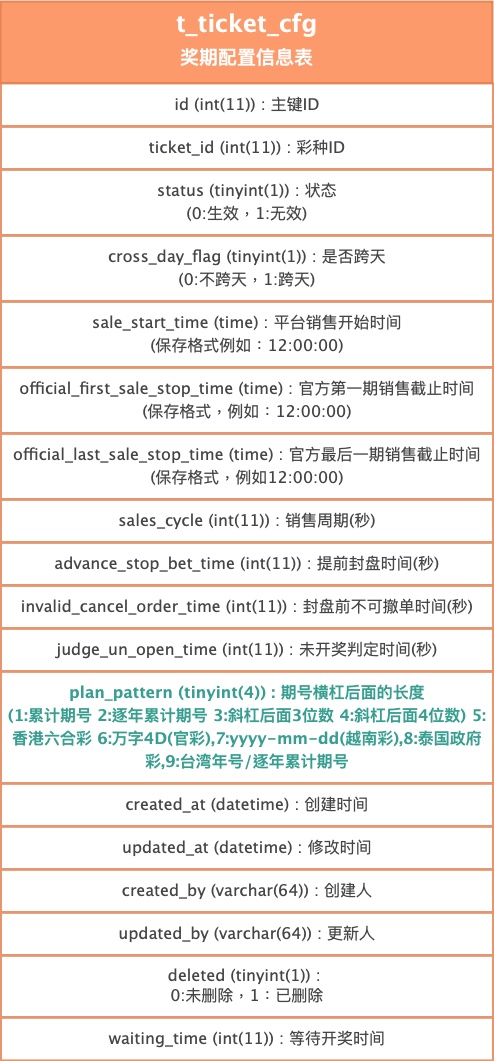 t_ticket_cfg
奖期配置信息表
id (int(11)) : 主键ID
ticket_id (int(11)) : 彩种ID
status (tinyint(1)) : 状态
(0:生效，1:无效)
cross_day_flag (tinyint(1)) : 是否跨天
(0:不跨天，1:跨天)
sale_start_time (time) : 平台销售开始时间
(保存格式例如：12:00:00)
official_first_sale_stop_time (time) : 官方第一期销售截止时间
(保存格式，例如：12:00:00)
official_last_sale_stop_time (time) : 官方最后一期销售截止时间
(保存格式，例如12:00:00)
sales_cycle (int(11)) : 销售周期(秒)
advance_stop_bet_time (int(11)) : 提前封盘时间(秒)
invalid_cancel_order_time (int(11)) : 封盘前不可撤单时间(秒)
judge_un_open_time (int(11)) : 未开奖判定时间(秒)
plan_pattern (tinyint(4)) : 期号横杠后面的长度
(1:累计期号 2:逐年累计期号 3:斜杠后面3位数 4:斜杠后面4位数) 5:
香港六合彩 6:万字4D(官彩),7:yyyy-mm-dd(越南彩),8:泰国政府
彩,9:台湾年号/逐年累计期号
created_at (datetime) : 创建时间
updated_at (datetime) : 修改时间
created_by (varchar(64)) : 创建人
updated_by (varchar(64)) : 更新人
deleted (tinyint(1)) :
0:未删除，1：已删除
waiting_time (int(11)) : 等待开奖时间